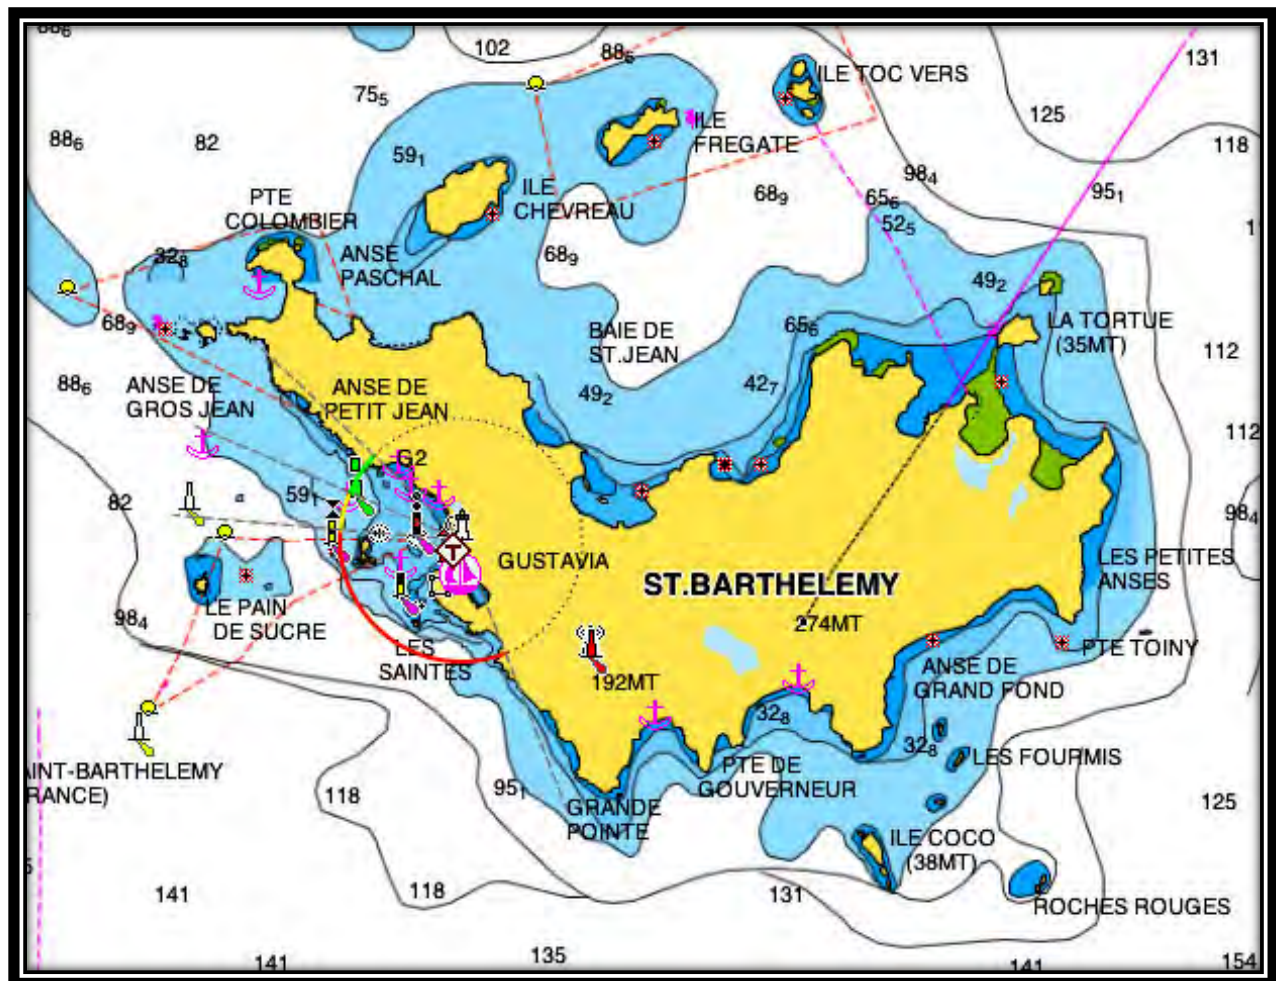 88₆
102
88₅
ILE TOC VERS
131
75₅
125
88₆
82
59₁
ILE
FREGATE
118
98₄
PTE
COLOMBIER
ILE
CHEVREAU
68₉
65₆
95₁
52₅
32₈
ANSE
PASCHAL
68₉
49₂
68₉
BAIE DE
ST.JEAN
65₆
LA TORTUE
(35MT)
112
88₆
ANSE DE
GROS JEAN
ANSE DE
PETIT JEAN
49₂
42₇
112
G2
82
59₁
98₄
T
GUSTAVIA
ST.BARTHELEMY
LES PETITES
ANSES
LE PAIN
DE SUCRE
98₄
274MT
LES
SAINTES
192MT
PTE TOINY
ANSE DE
GRAND FOND
32₈
32₈
AINT-BARTHELEMY
RANCE)
LES FOURMIS
PTE DE
GOUVERNEUR
118
95₁
GRANDE
POINTE
125
ILE COCO
(38MT)
141
118
131
ROCHES ROUGES
135
141
141
154